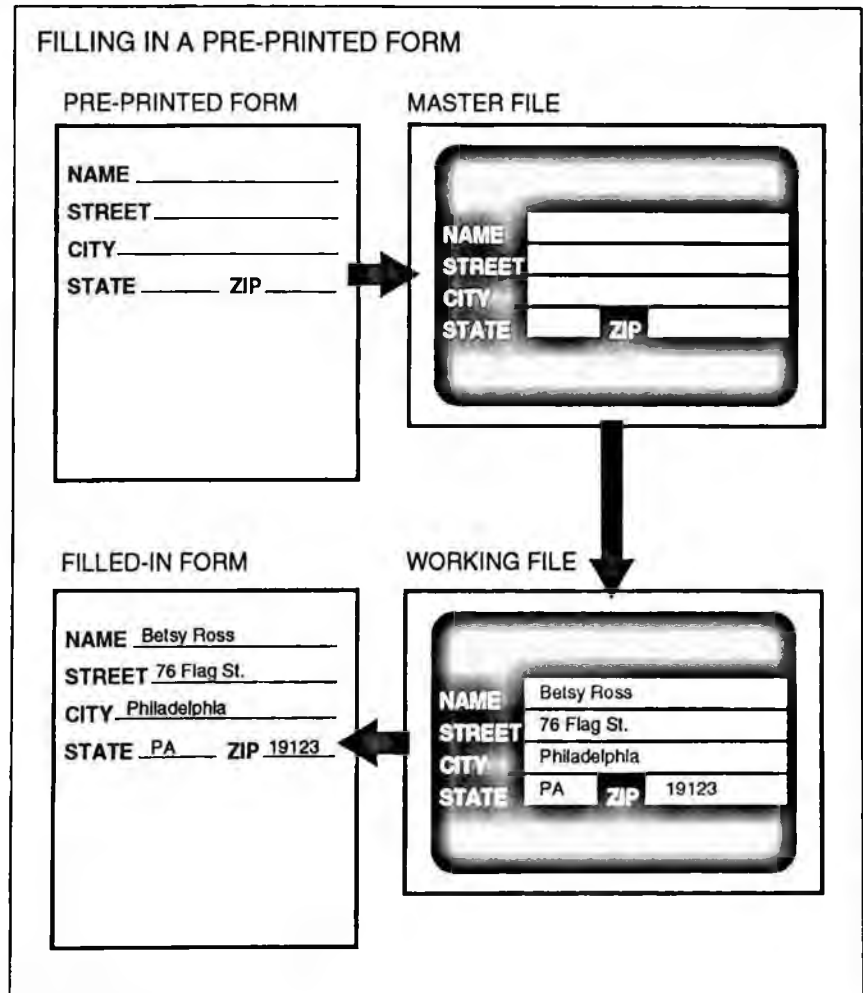 FILLING IN A PRE-PRINTED FORM
PRE-PRINTED FORM
NAME
STREET
CITY
STATE ZIP
MASTER FILE
NAME
STREET
CITY
STATE ZIP
FILLED-IN FORM
NAME Betsy Ross
STREET 76 Flag St.
CITY Philadelphia
STATE PA ZIP 19123
WORKING FILE
NAME Betsy Ross
STREET 76 Flag St.
CITY Philadelphia
STATE PA ZIP 19123